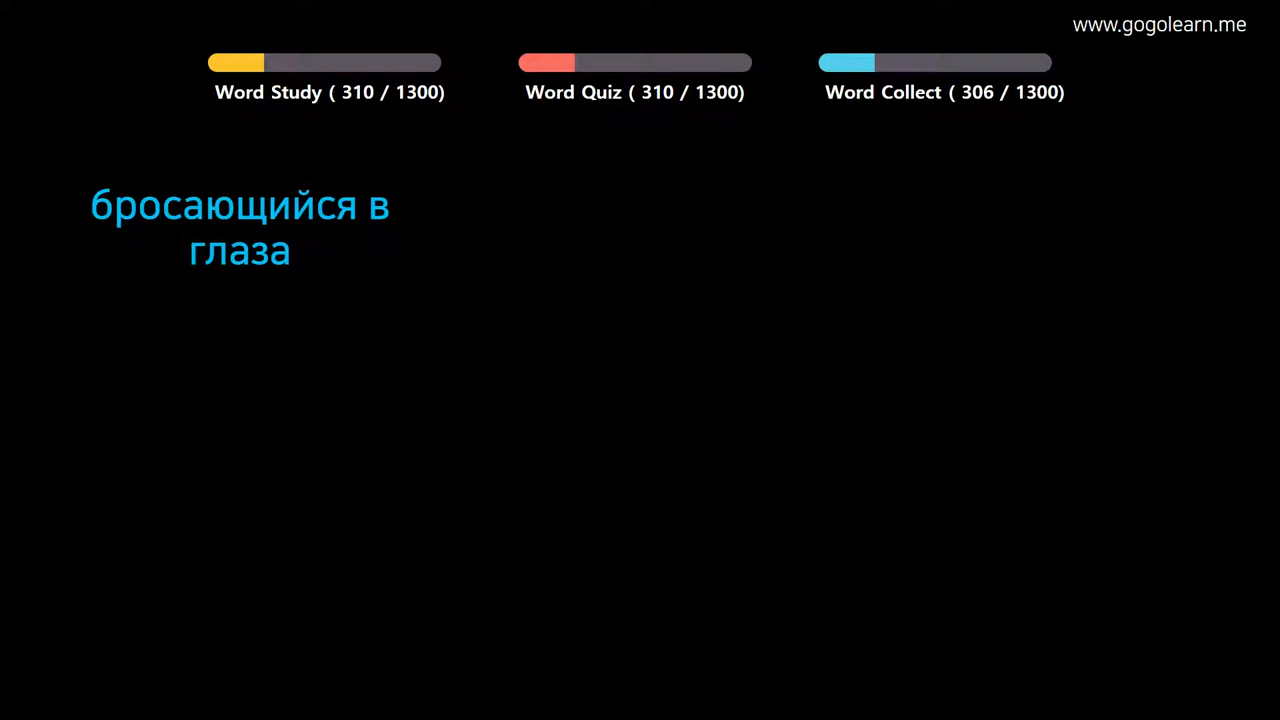 www.gogolearn.me
Word Study ( 310 / 1300)
Word Quiz ( 310 / 1300)
Word Collect ( 306 / 1300)
бросающийся в
глаза